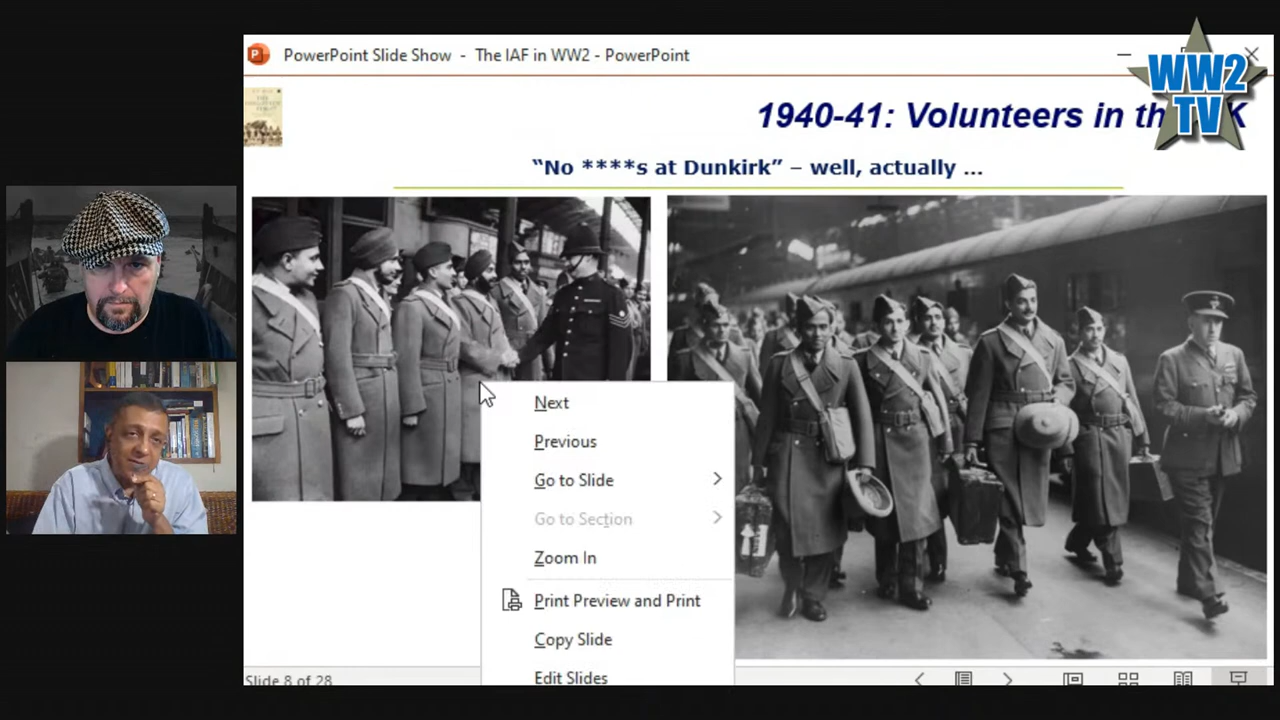 PowerPoint Slide Show - The IAF in WW2 - PowerPoint
WW2
TV
1940-41: Volunteers in th K
“No ****s at Dunkirk” – well, actually ...
Next
Previous
Go to Slide
Go to Section
Zoom In
Print Preview and Print
Copy Slide
Edit Slides
Slide 8 of 28